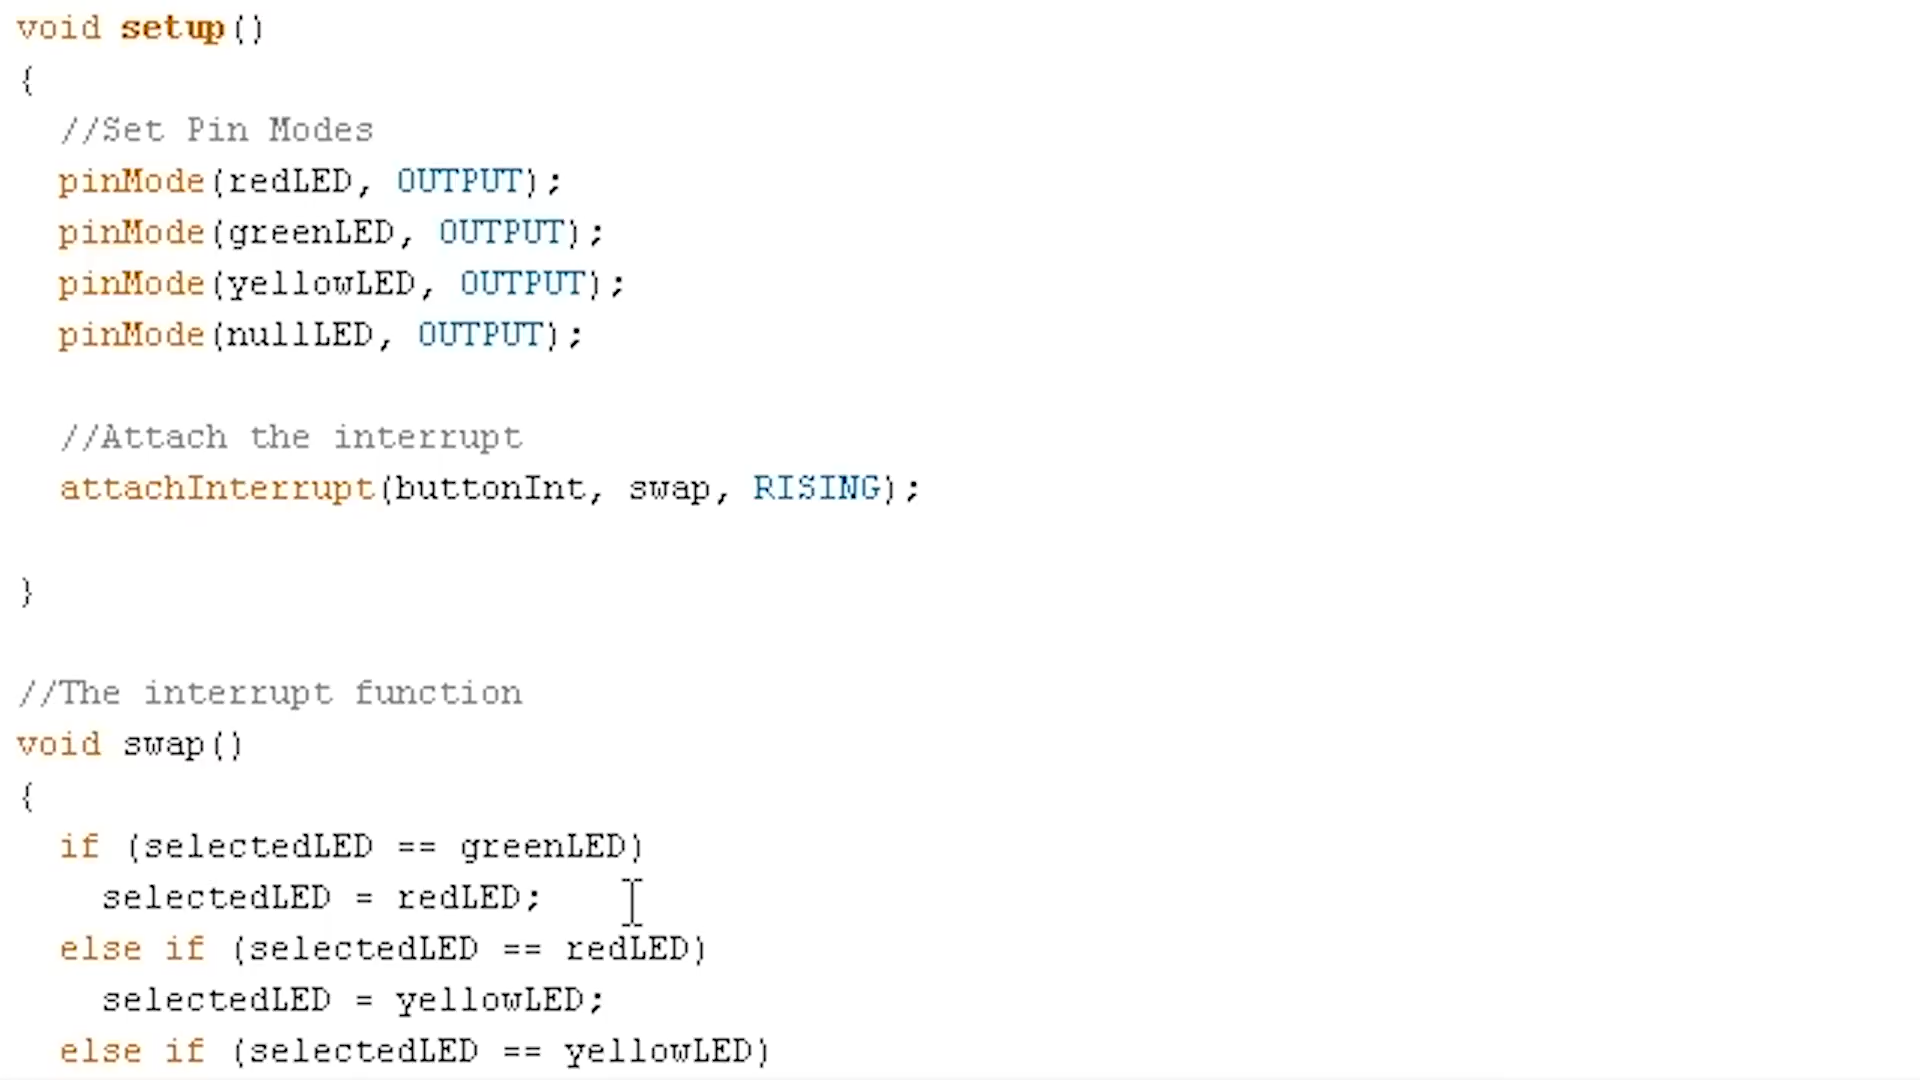 void setup()
{
  //Set Pin Modes
  pinMode(redLED, OUTPUT);
  pinMode(greenLED, OUTPUT);
  pinMode(yellowLED, OUTPUT);
  pinMode(nullLED, OUTPUT);
  //Attach the interrupt
  attachInterrupt(buttonInt, swap, RISING);
}
//The interrupt function
void swap()
{
  if (selectedLED == greenLED)
    selectedLED = redLED;
  else if (selectedLED == redLED)
    selectedLED = yellowLED;
  else if (selectedLED == yellowLED)